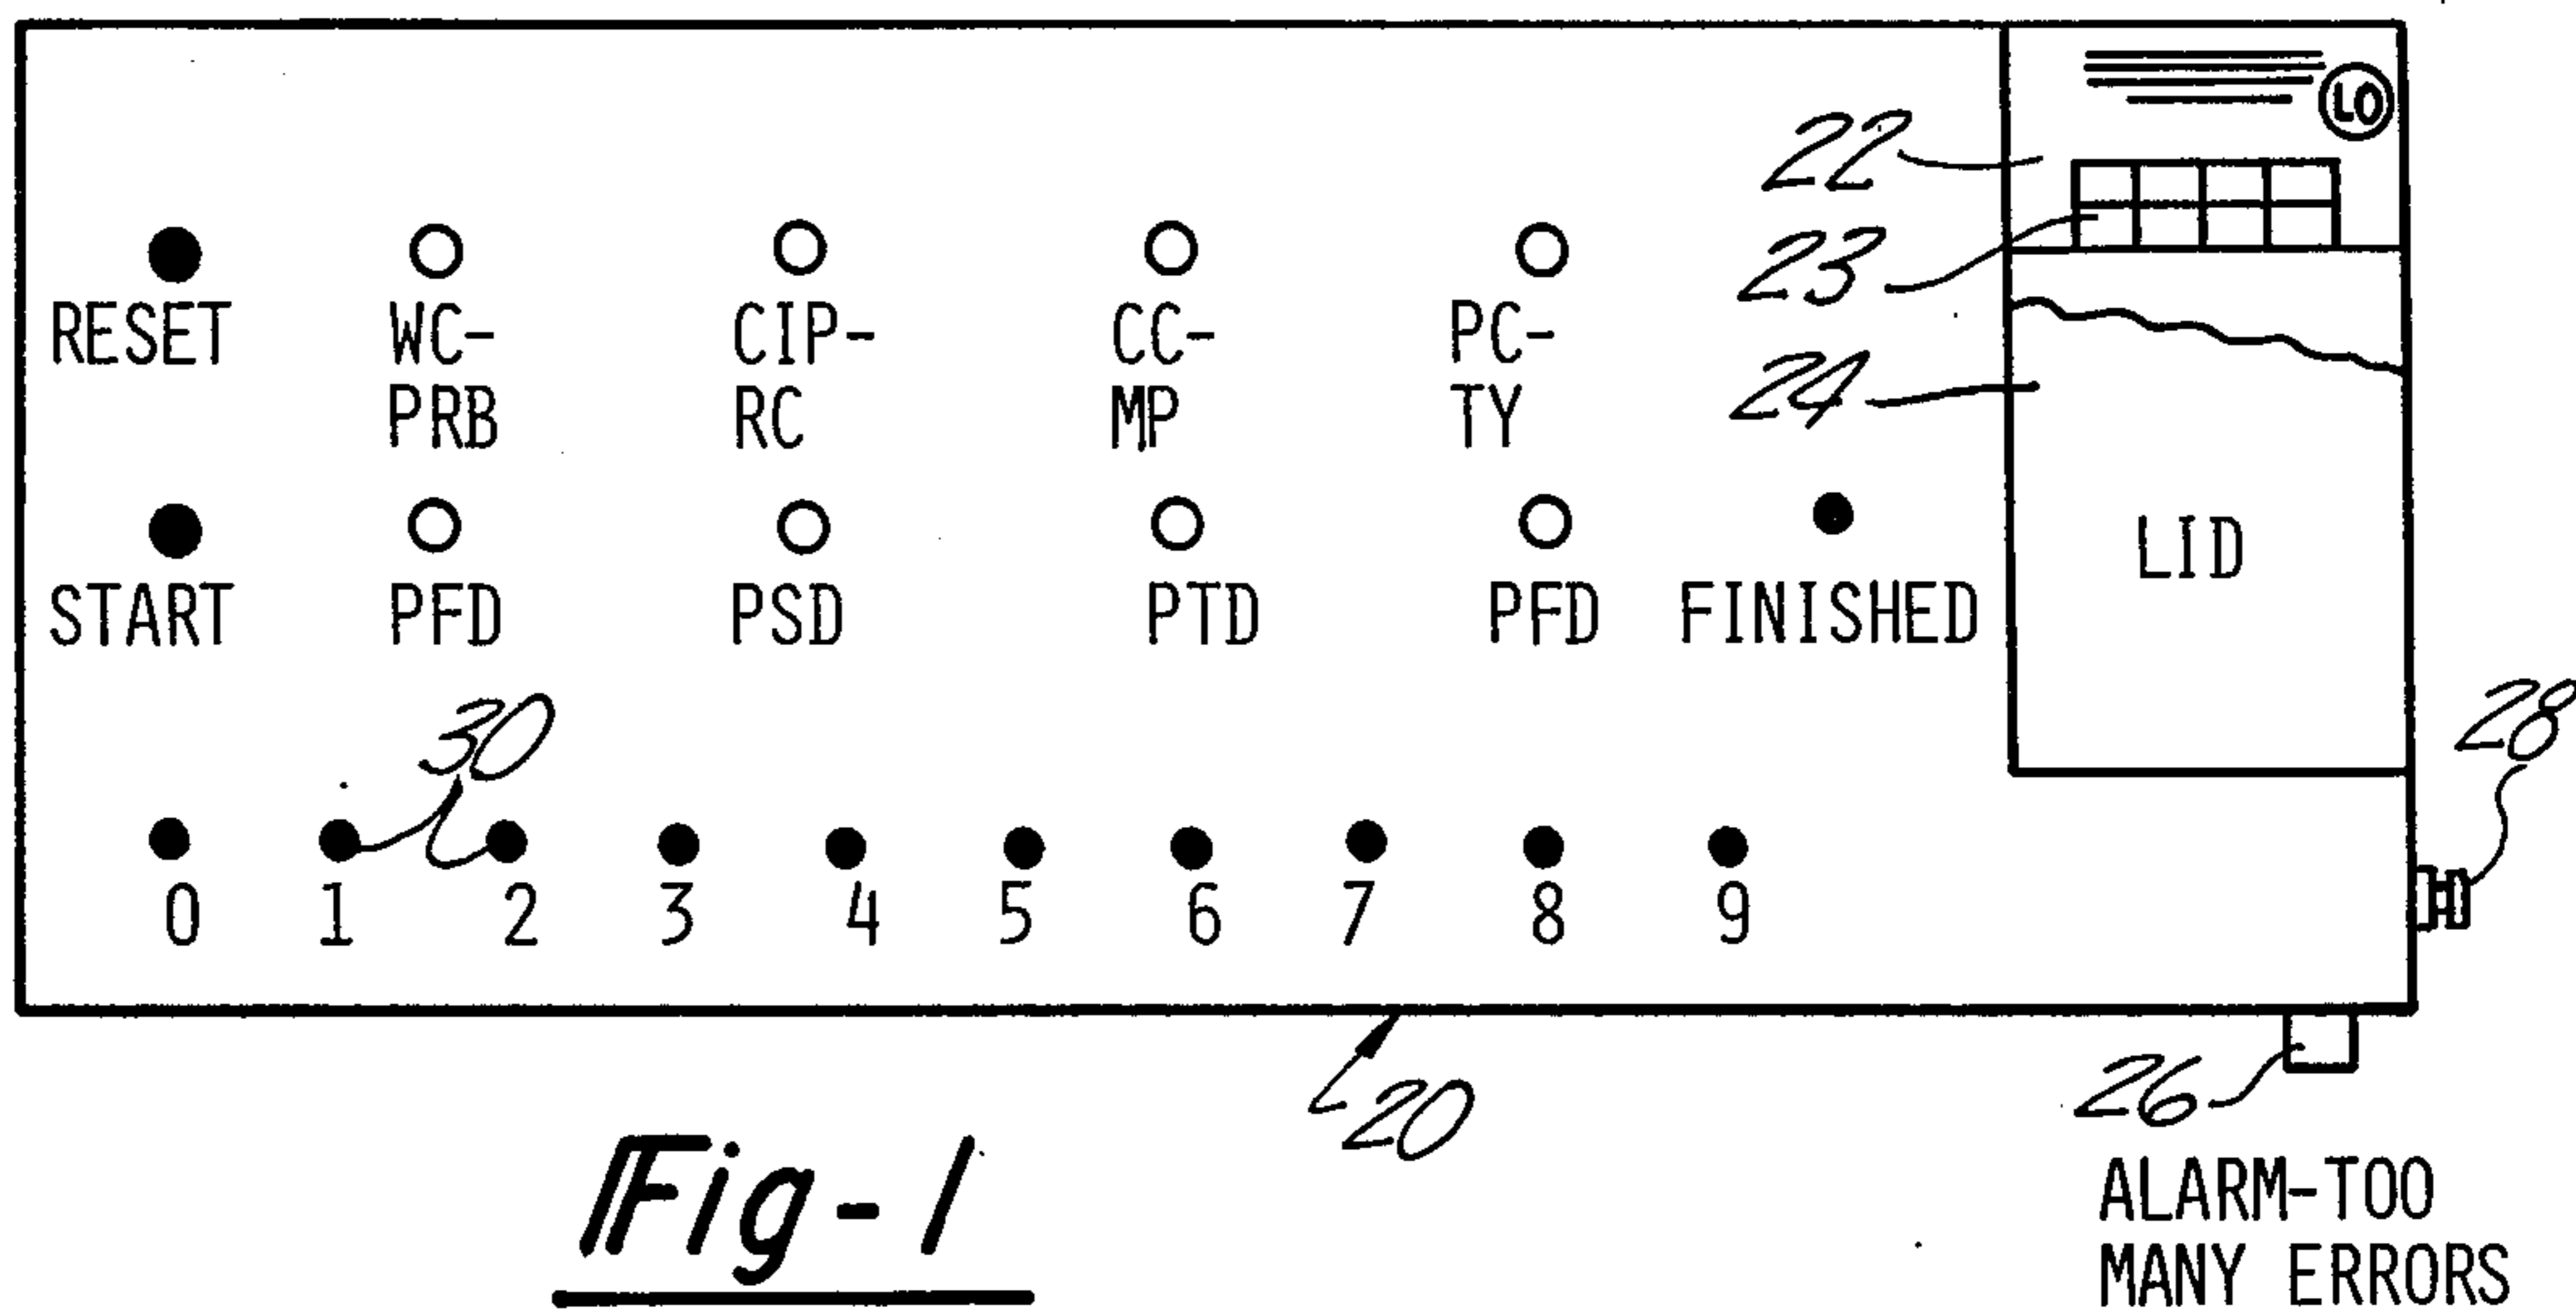 LO
22
RESET WC- CIP- CC- PC- 23
PRB RC MP TY 24
START PFD PSD PTD PFD FINISHED LID
30 28
0 1 2 3 4 5 6 7 8 9
20 26
Fig-1
ALARM-TOO
MANY ERRORS